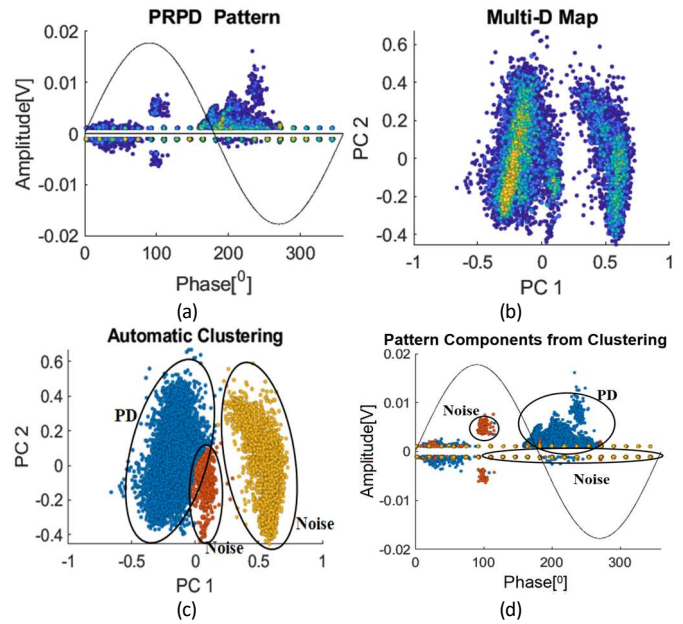 PRPD Pattern
0.02
0.01
0
-0.01
-0.02
Amplitude[V]
0 100 200 300
Phase[⁰]
(a)
Multi-D Map
0.6
0.4
0.2
0
-0.2
-0.4
PC 2
-1 -0.5 0 0.5 1
PC 1
(b)
Automatic Clustering
0.6
0.4
0.2
0
-0.2
-0.4
PC 2
PD
Noise
Noise
-1 -0.5 0 0.5 1
PC 1
(c)
Pattern Components from Clustering
0.02
0.01
0
-0.01
-0.02
Amplitude[V]
Noise
PD
Noise
0 100 200 300
Phase[⁰]
(d)